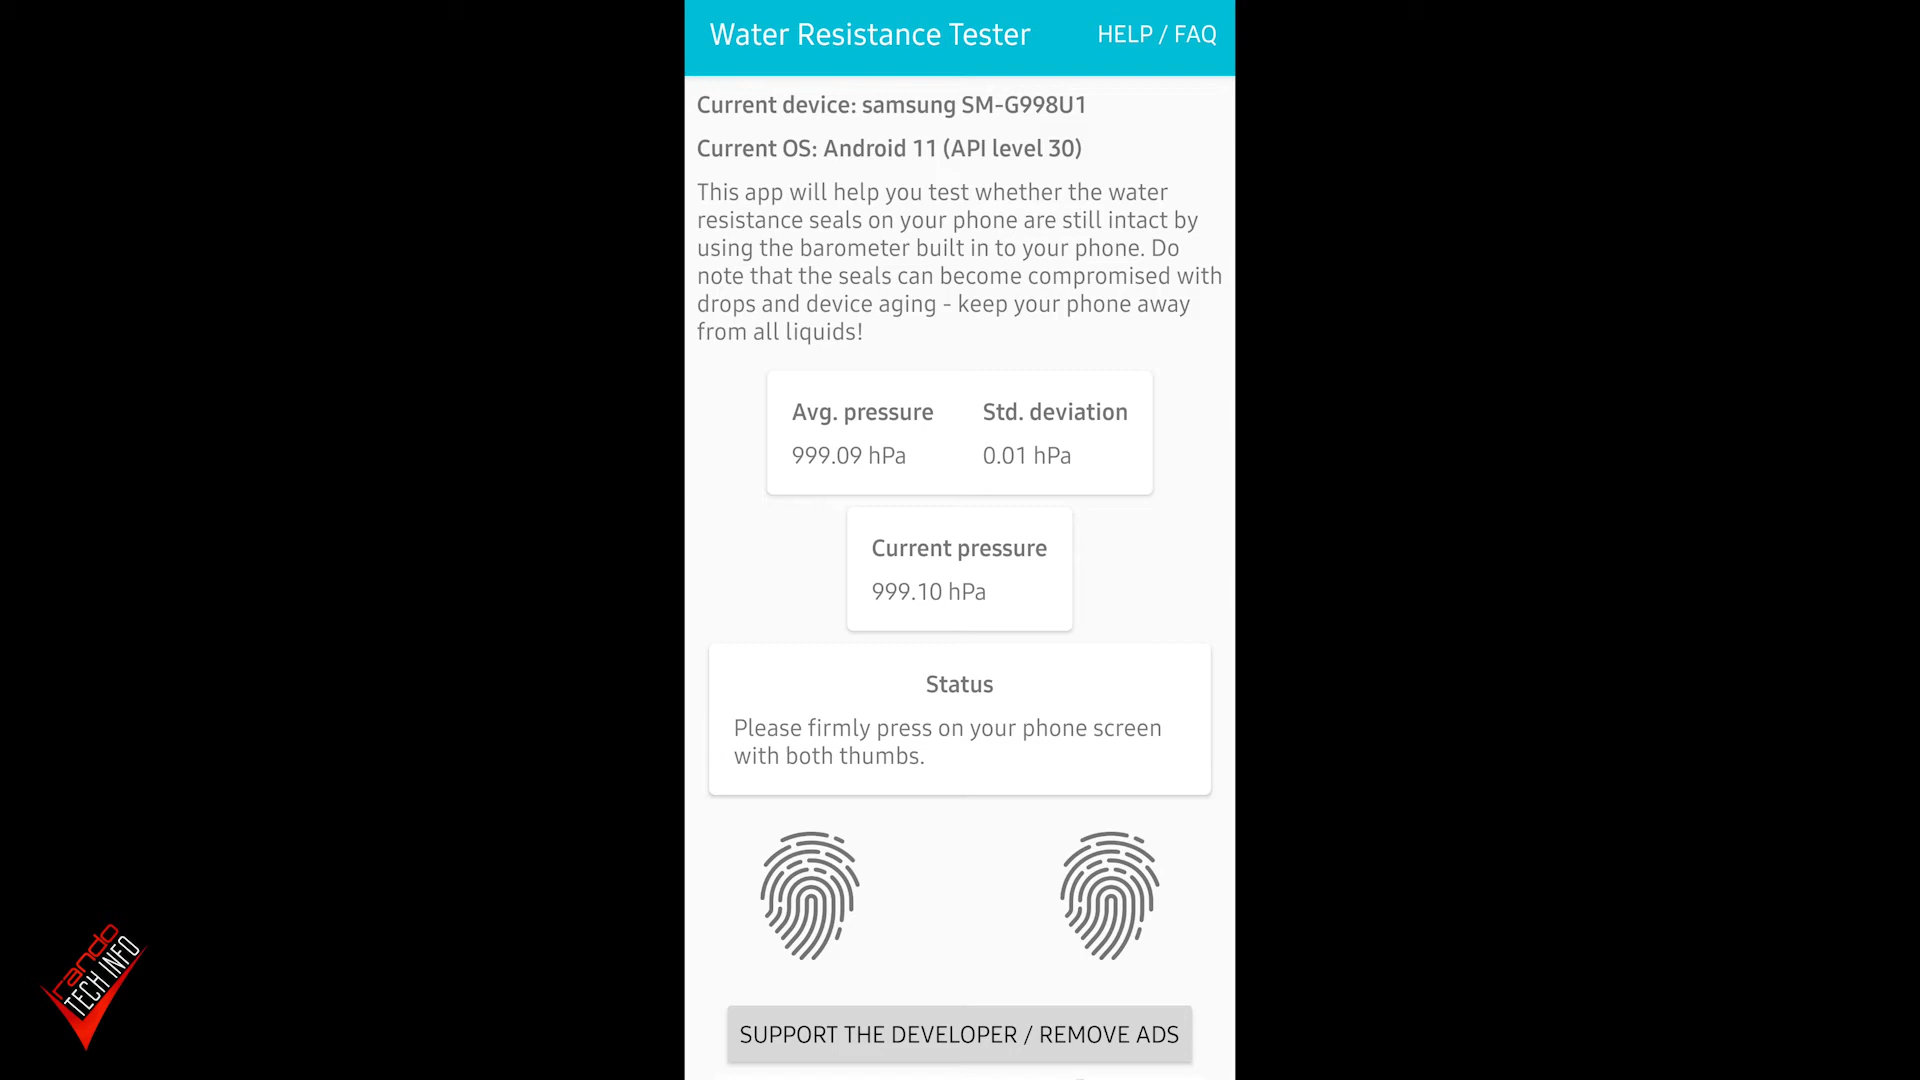 Water Resistance Tester
HELP / FAQ
Current device: samsung SM-G998U1
Current OS: Android 11 (API level 30)
This app will help you test whether the water
resistance seals on your phone are still intact by
using the barometer built in to your phone. Do
note that the seals can become compromised with
drops and device aging - keep your phone away
from all liquids!
Avg. pressure
Std. deviation
999.09 hPa
0.01 hPa
Current pressure
999.10 hPa
Status
Please firmly press on your phone screen
with both thumbs.
SUPPORT THE DEVELOPER / REMOVE ADS
rando
TECH INFO